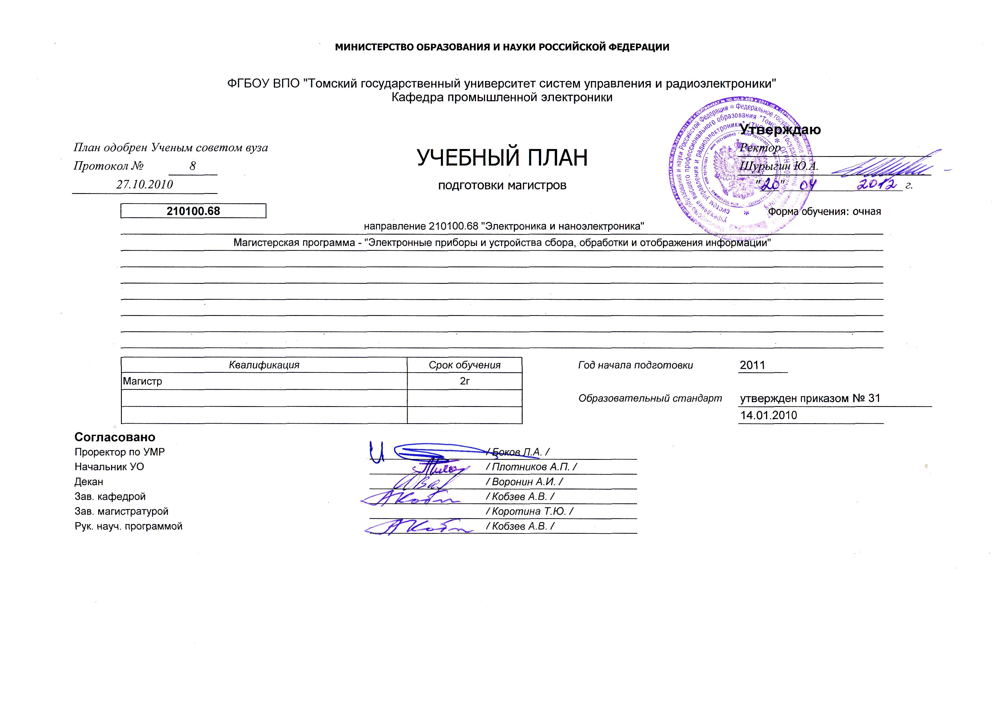 МИНИСТЕРСТВО ОБРАЗОВАНИЯ И НАУКИ РОССИЙСКОЙ ФЕДЕРАЦИИ
ФГБОУ ВПО "Томский государственный университет систем управления и радиоэлектроники"
Кафедра промышленной электроники
План одобрен Ученым советом вуза
Протокол № 8
27.10.2010
УЧЕБНЫЙ ПЛАН
подготовки магистров
Утверждаю
Ректор
Шурыгин Ю.А.
"20" 04 2012 г.
210100.68
Форма обучения: очная
направление 210100.68 "Электроника и наноэлектроника"
Магистерская программа - "Электронные приборы и устройства сбора, обработки и отображения информации"
Квалификация Срок обучения
Магистр 2г
Год начала подготовки 2011
Образовательный стандарт утвержден приказом № 31
14.01.2010
Согласовано
Проректор по УМР / Боков Л.А. /
Начальник УО / Плотников А.П. /
Декан / Воронин А.И. /
Зав. кафедрой / Кобзев А.В. /
Зав. магистратурой / Коротина Т.Ю. /
Рук. науч. программой / Кобзев А.В. /